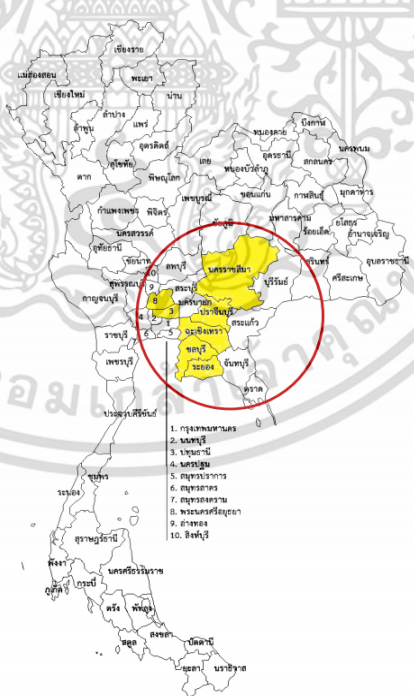 เชียงราย
แม่ฮ่องสอน
พะเยา
เชียงใหม่
น่าน
ลำปาง
ลำพูน
แพร่
อุตรดิตถ์
สุโขทัย
ตาก
พิษณุโลก
เลย
หนองคาย
บึงกาฬ
อุดรธานี
สกลนคร
นครพนม
หนองบัวลำภู
กำแพงเพชร
พิจิตร
เพชรบูรณ์
ขอนแก่น
กาฬสินธุ์
มุกดาหาร
มหาสารคาม
ร้อยเอ็ด
ยโสธร
อำนาจเจริญ
นครสวรรค์
ชัยภูมิ
อุทัยธานี
ชัยนาท
ลพบุรี
นครราชสีมา
บุรีรัมย์
สุรินทร์
ศรีสะเกษ
อุบลราชธานี
10
สุพรรณบุรี
9
สระบุรี
กาญจนบุรี
8
นครนายก
3
ปราจีนบุรี
สระแก้ว
4
2
1
ฉะเชิงเทรา
ราชบุรี
6
5
ชลบุรี
จันทบุรี
เพชรบุรี
ระยอง
ตราด
ประจวบคีรีขันธ์
1. กรุงเทพมหานคร
2. นนทบุรี
3. ปทุมธานี
4. นครปฐม
5. สมุทรปราการ
6. สมุทรสาคร
7. สมุทรสงคราม
8. พระนครศรีอยุธยา
9. อ่างทอง
10. สิงห์บุรี
ชุมพร
ระนอง
สุราษฎร์ธานี
พังงา
นครศรีธรรมราช
กระบี่
ภูเก็ต
ตรัง
พัทลุง
สตูล
สงขลา
ปัตตานี
ยะลา
นราธิวาส